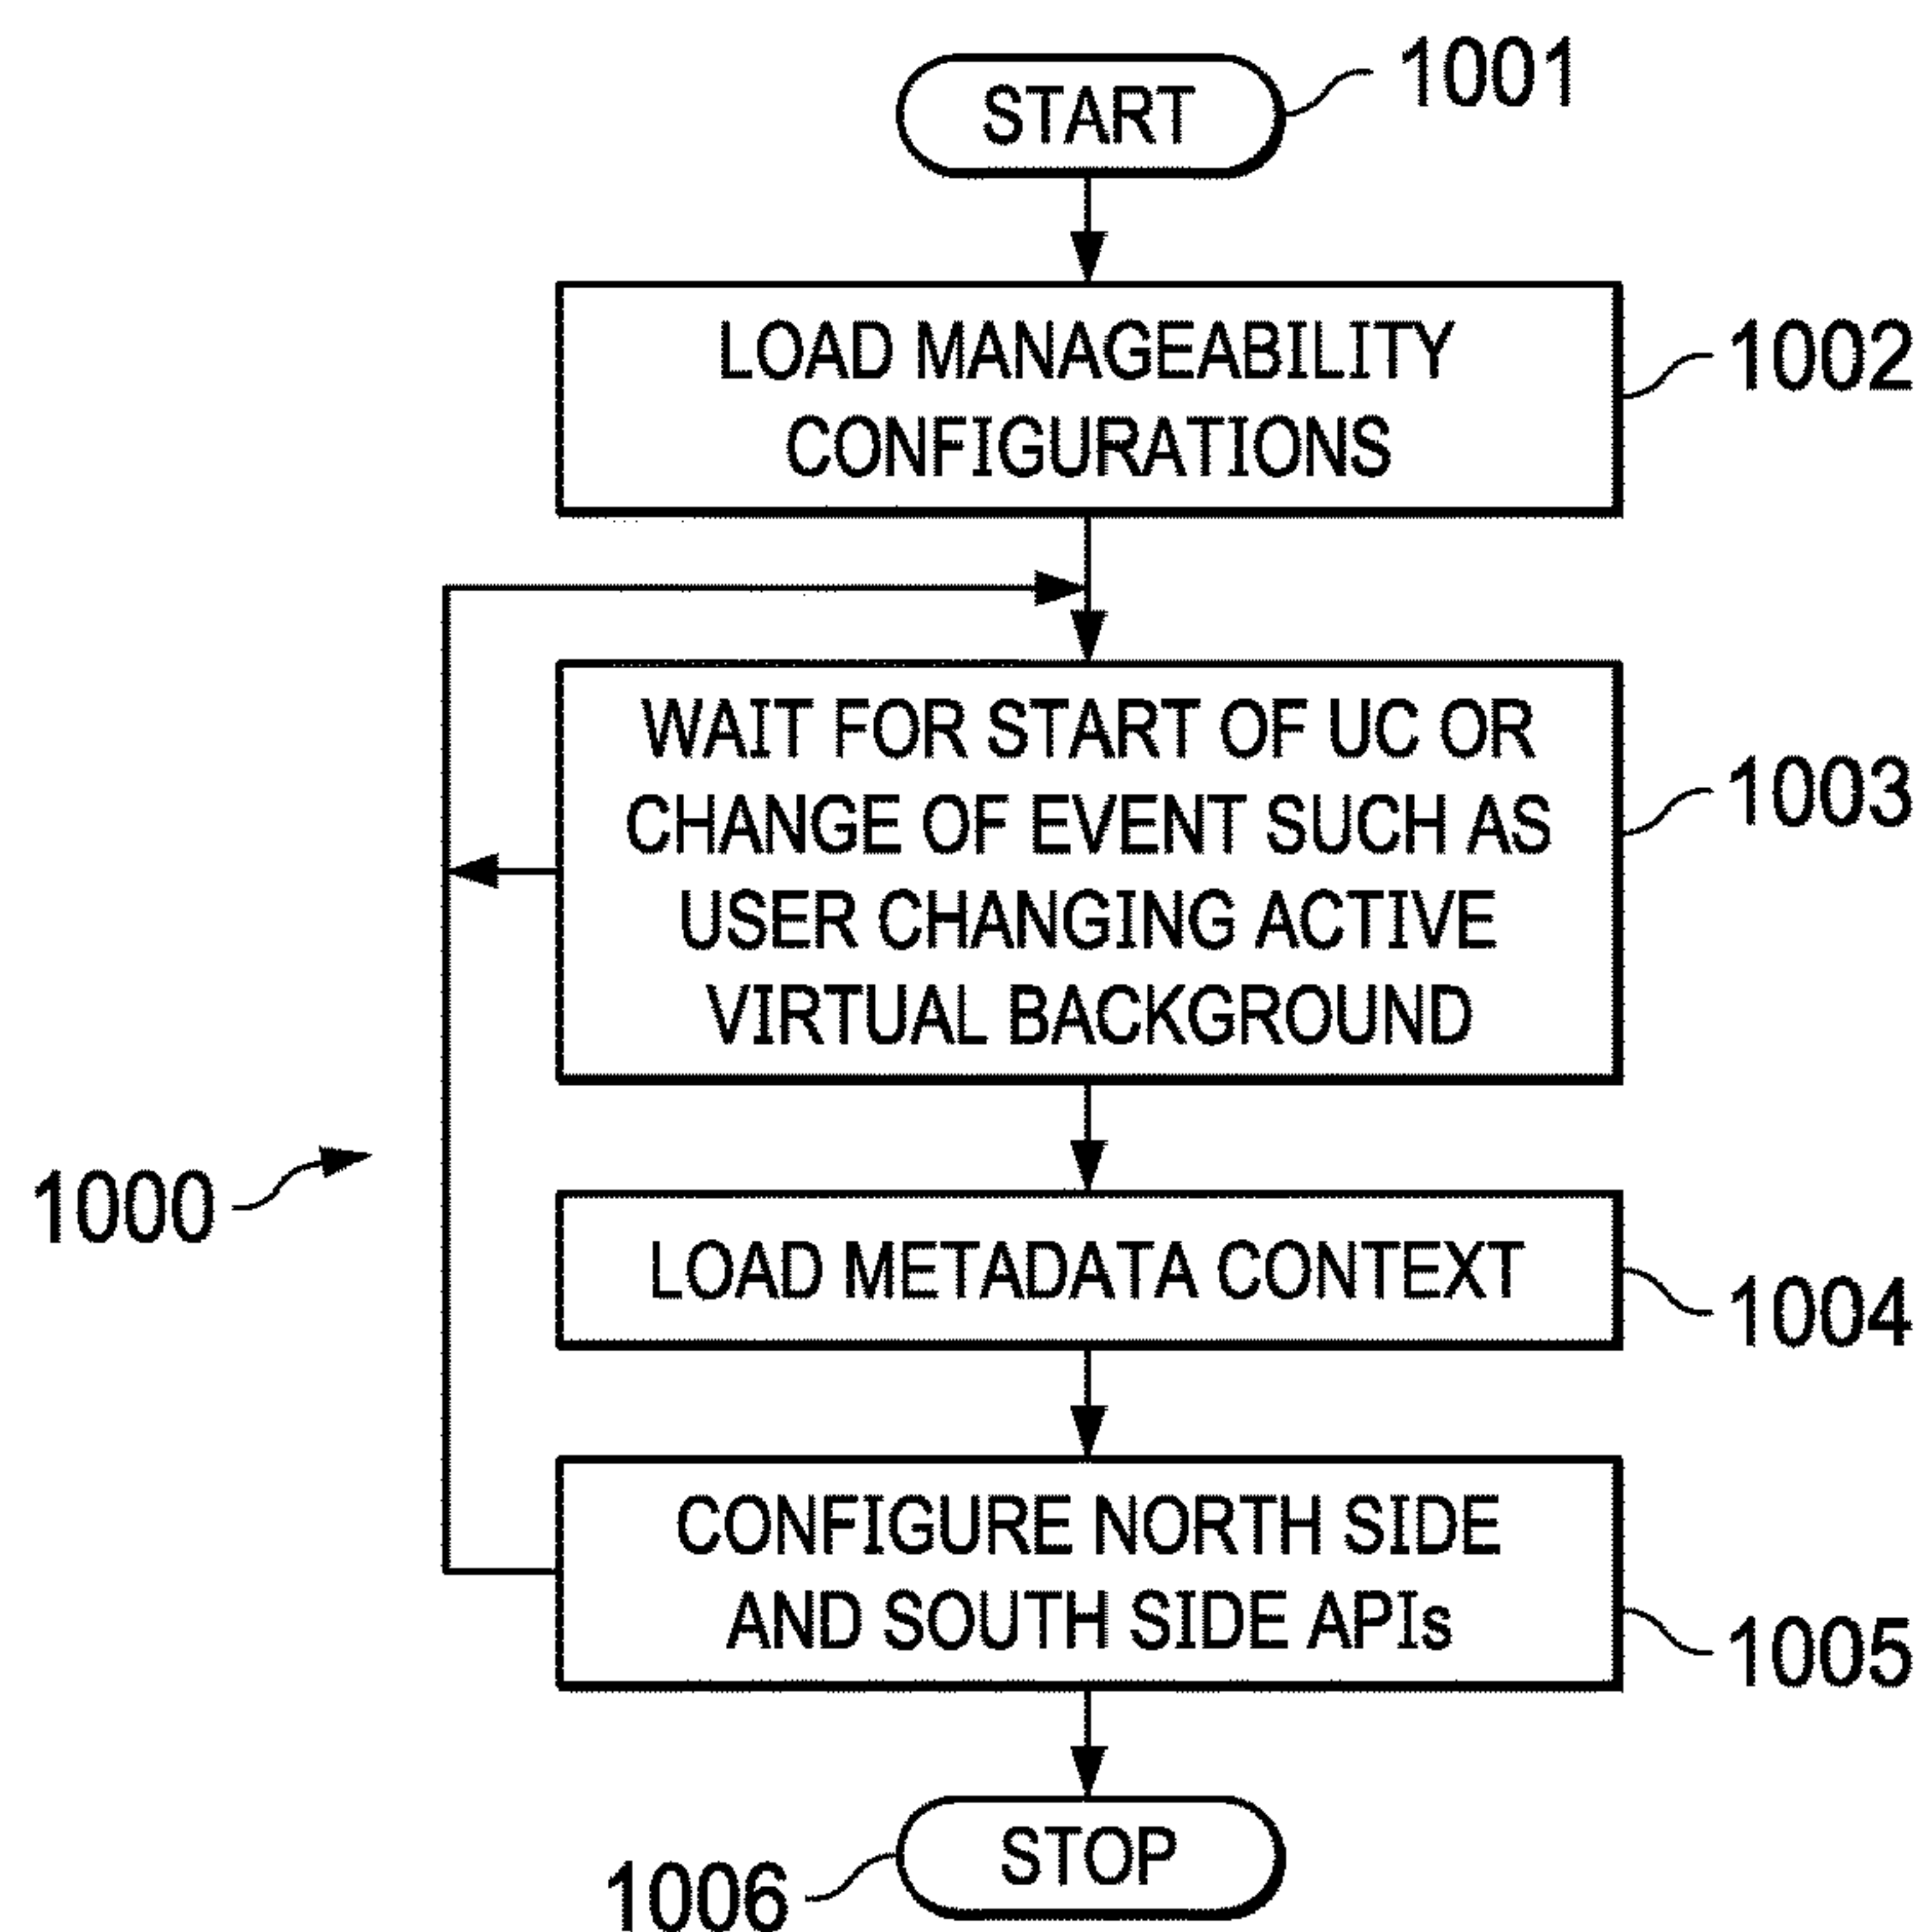 START
1001
LOAD MANAGEABILITY
CONFIGURATIONS
1002
WAIT FOR START OF UC OR
CHANGE OF EVENT SUCH AS
USER CHANGING ACTIVE
VIRTUAL BACKGROUND
1003
1000
LOAD METADATA CONTEXT
1004
CONFIGURE NORTH SIDE
AND SOUTH SIDE APIs
1005
STOP
1006